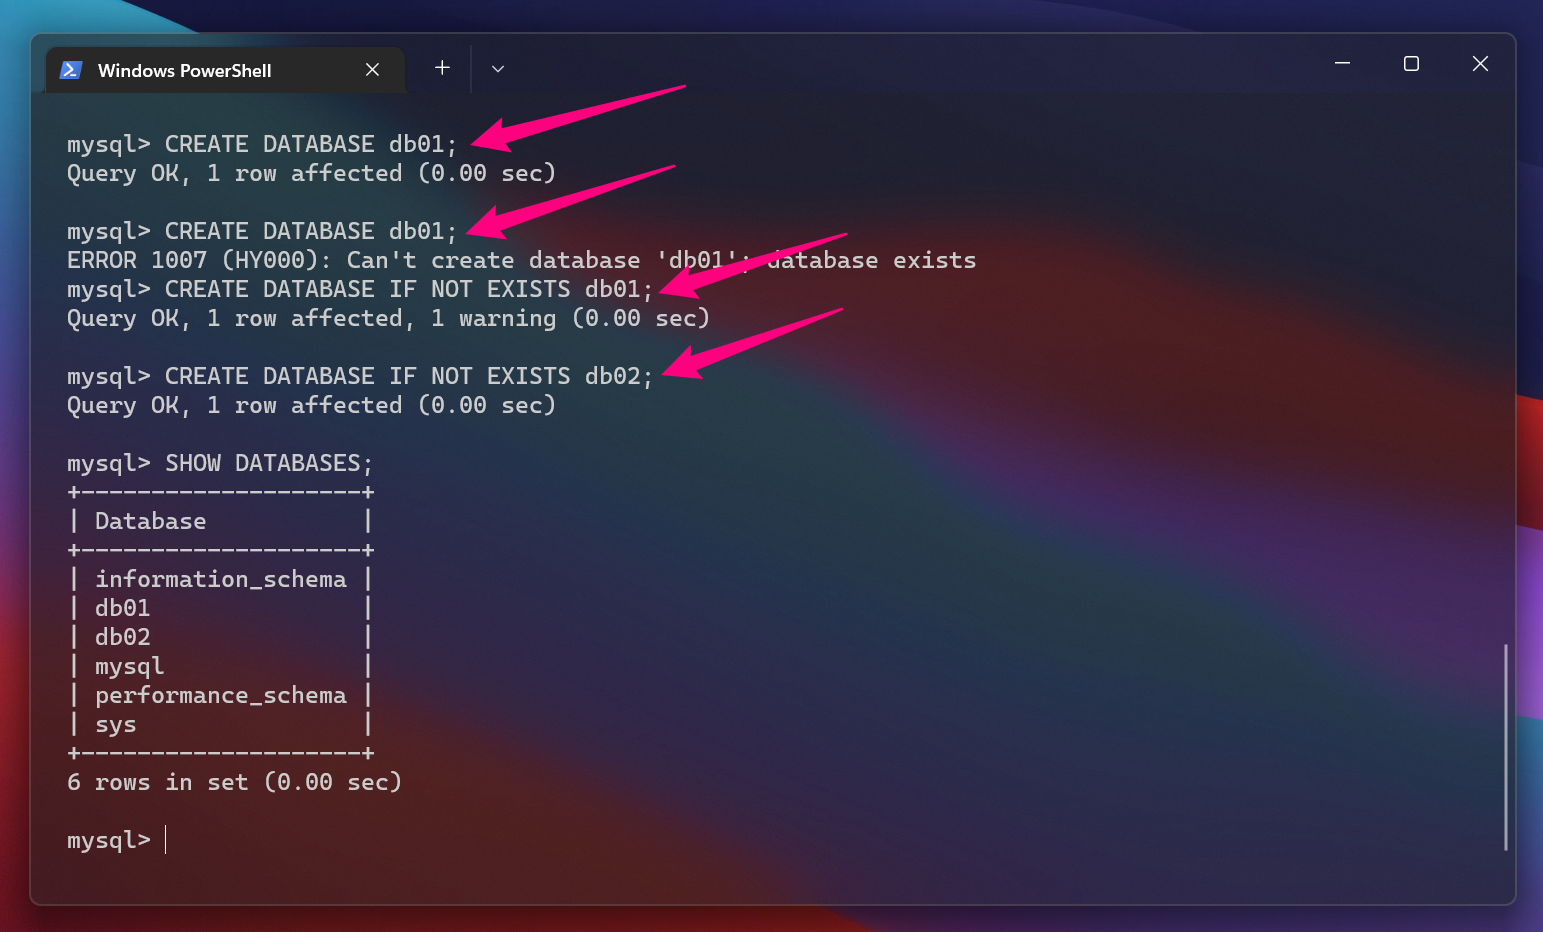 Windows PowerShell
mysql> CREATE DATABASE db01;
Query OK, 1 row affected (0.00 sec)
mysql> CREATE DATABASE db01;
ERROR 1007 (HY000): Can't create database 'db01'; database exists
mysql> CREATE DATABASE IF NOT EXISTS db01;
Query OK, 1 row affected, 1 warning (0.00 sec)
mysql> CREATE DATABASE IF NOT EXISTS db02;
Query OK, 1 row affected (0.00 sec)
mysql> SHOW DATABASES;
+--------------------+
| Database           |
+--------------------+
| information_schema |
| db01               |
| db02               |
| mysql              |
| performance_schema |
| sys                |
+--------------------+
6 rows in set (0.00 sec)
mysql>